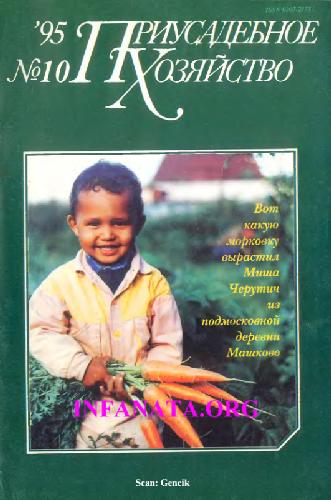 '95
№10
ПРИУСАДЕБНОЕ
ХОЗЯЙСТВО
Вот
какую
морковку
вырастил
Миша
Черутич
из
подмосковной
деревни
Машково
INFANATA.ORG
Scan: Gencik